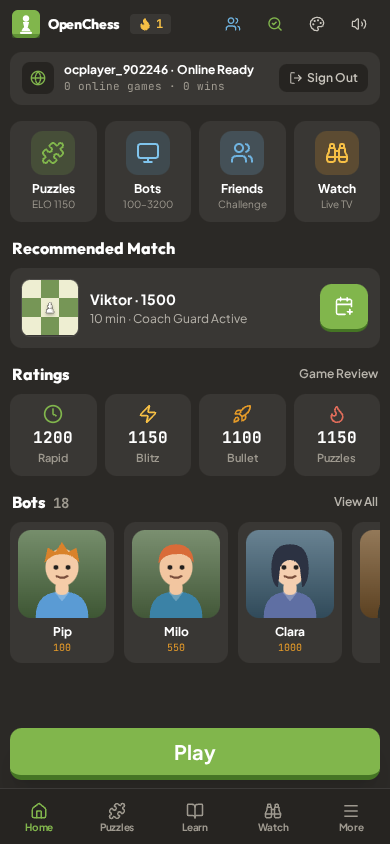 OpenChess 1
ocplayer_902246 · Online Ready
0 online games · 0 wins
Sign Out
Puzzles
ELO 1150
Bots
100–3200
Friends
Challenge
Watch
Live TV
Recommended Match
Viktor · 1500
10 min · Coach Guard Active
Ratings
Game Review
1200
Rapid
1150
Blitz
1100
Bullet
1150
Puzzles
Bots 18
View All
Pip
100
Milo
550
Clara
1000
Play
Home
Puzzles
Learn
Watch
More